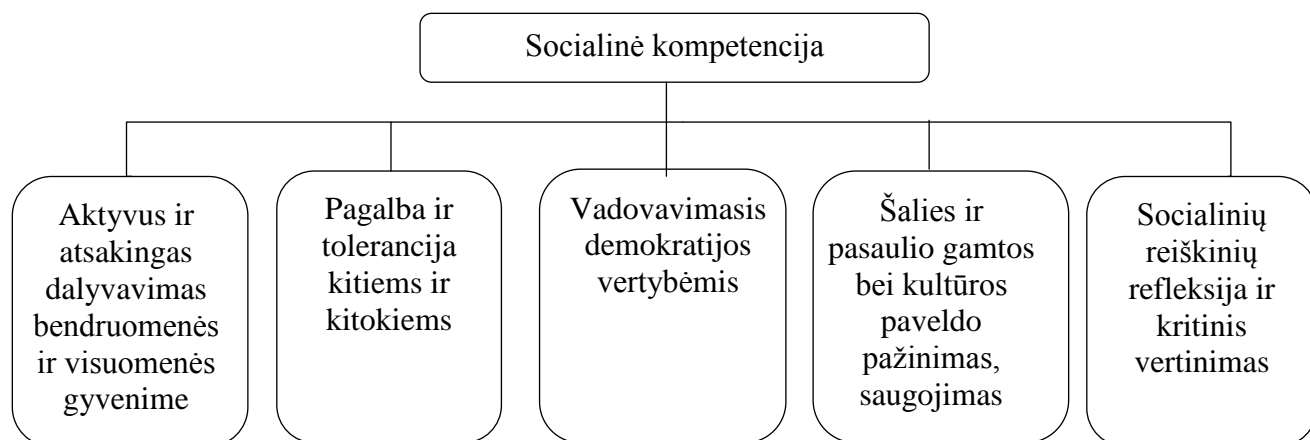 Socialinė kompetencija
Aktyvus ir
atsakingas
dalyvavimas
bendruomenės
ir visuomenės
gyvenime
Pagalba ir
tolerancija
kitiems ir
kitokiems
Vadovavimasis
demokratijos
vertybėmis
Šalies ir
pasaulio gamtos
bei kultūros
paveldo
pažinimas,
saugojimas
Socialinių
reiškinių
refleksija ir
kritinis
vertinimas